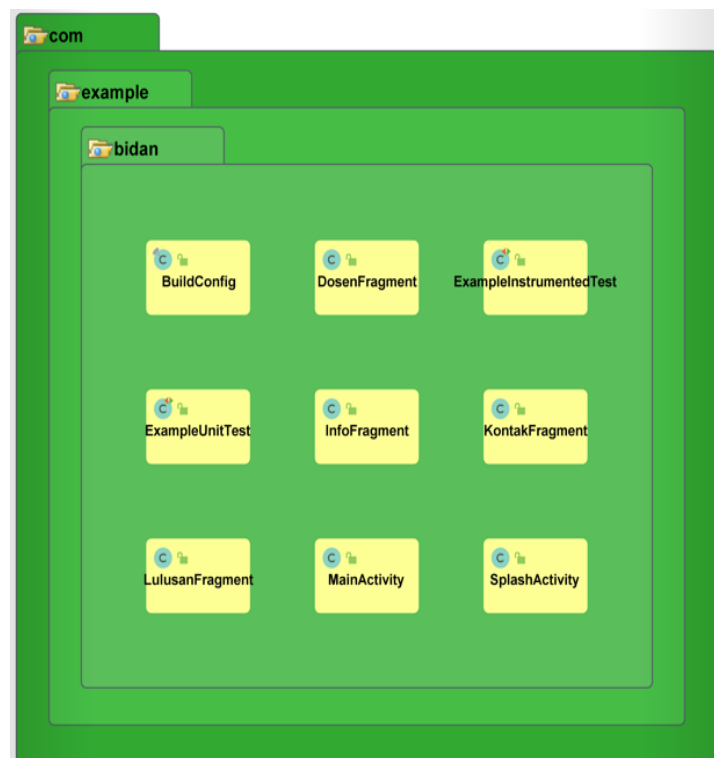 com
example
bidan
BuildConfig
DosenFragment
ExampleInstrumentedTest
ExampleUnitTest
InfoFragment
KontakFragment
LulusanFragment
MainActivity
SplashActivity